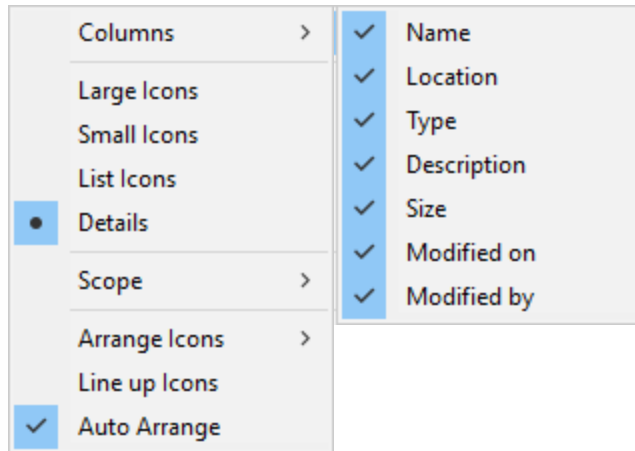 Columns
Large Icons
Small Icons
List Icons
Details
Scope
Arrange Icons
Line up Icons
Auto Arrange
Name
Location
Type
Description
Size
Modified on
Modified by